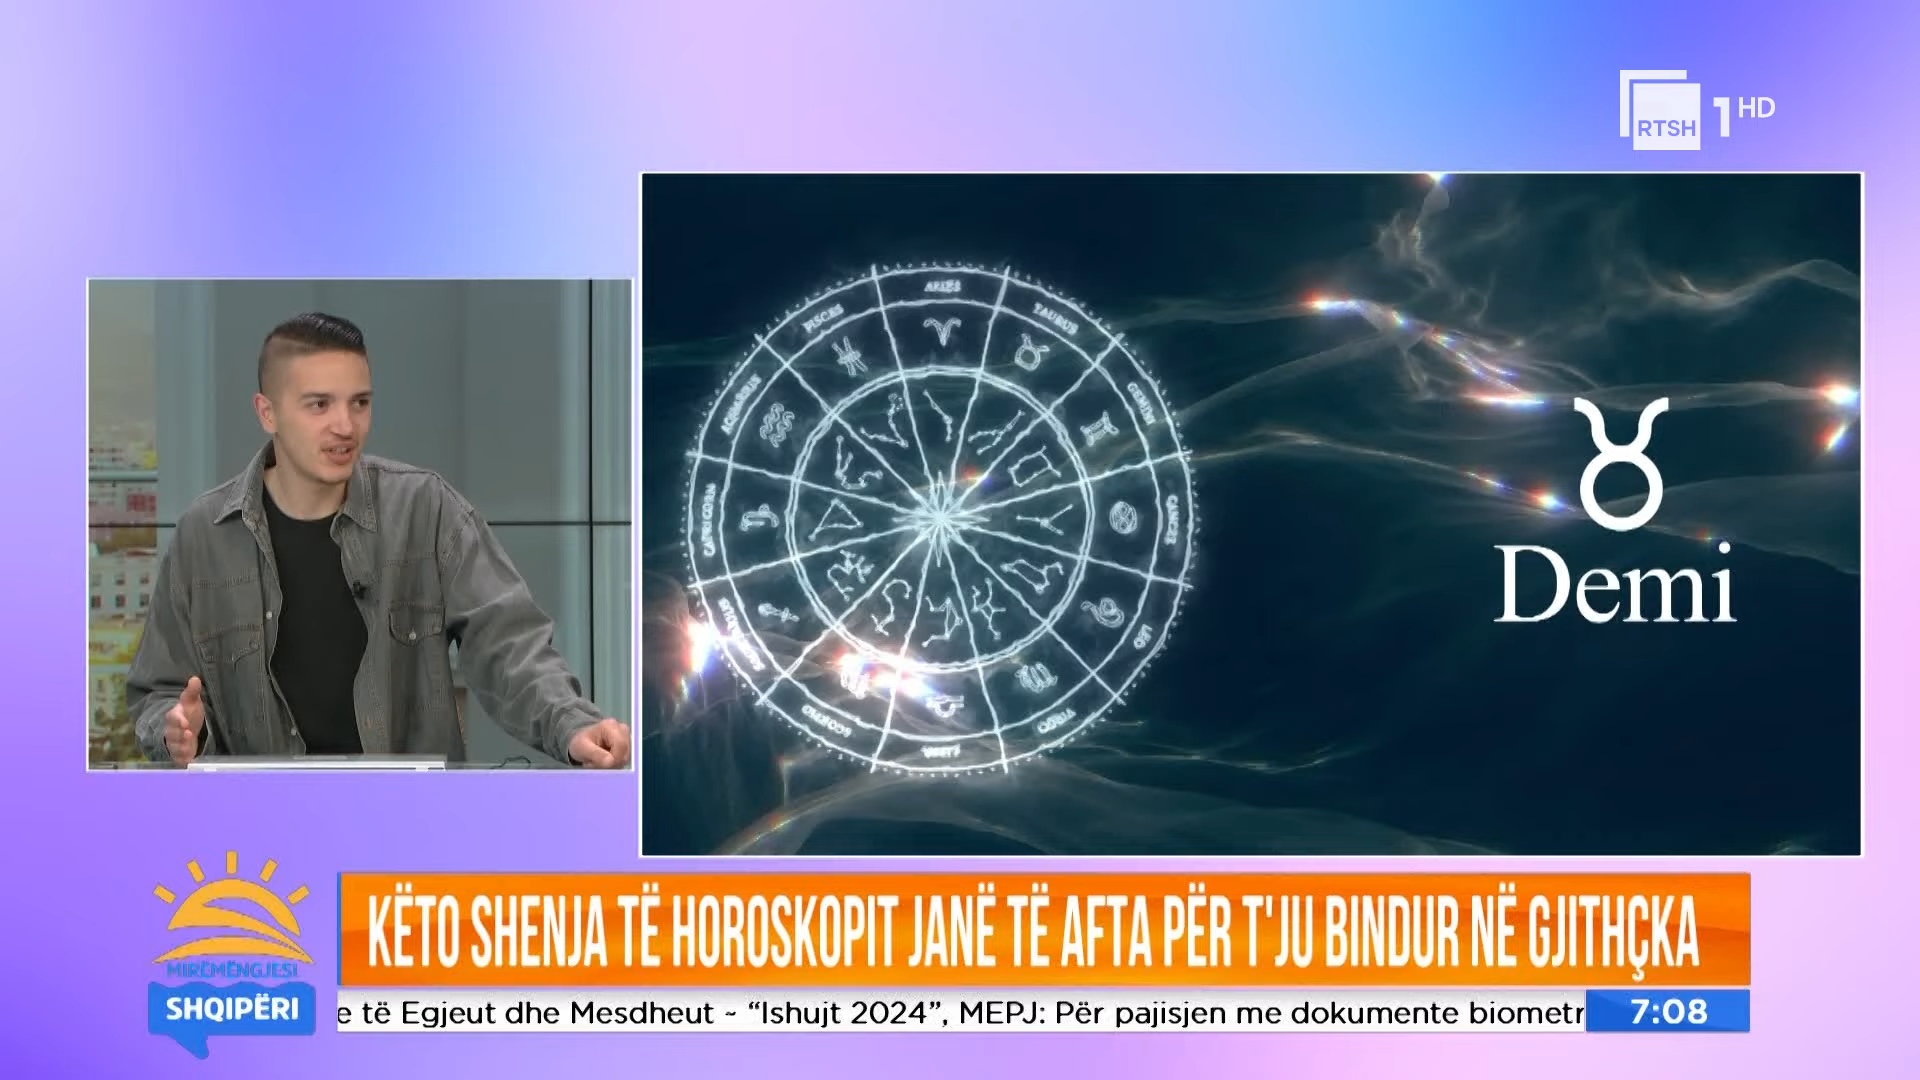 RTSH 1 HD
ARIES
TAURUS
GEMINI
CANCER
LEO
VIRGO
LIBRA
SCORPIO
CAPRICORN
AQUARIUS
PISCES
Demi
KËTO SHENJA TË HOROSKOPIT JANË TË AFTA PËR T'JU BINDUR NË GJITHÇKA
MIRËMËNGJESI
SHQIPËRI
e të Egjeut dhe Mesdheut ~ “Ishujt 2024”, MEPJ: Për pajisjen me dokumente biometr
7:08